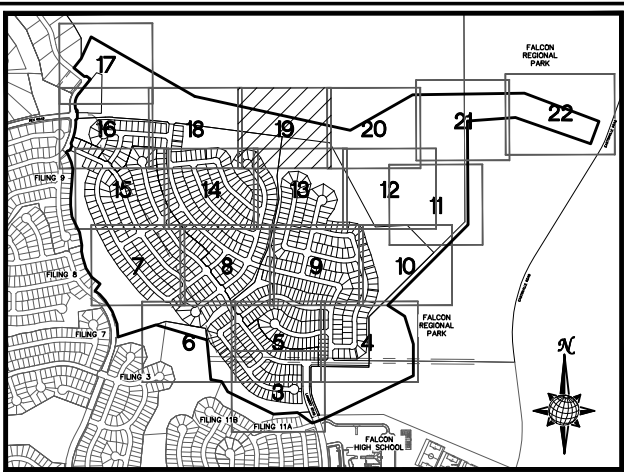 FALCON
REGIONAL
PARK
17
22
21
16
18
19
20
FILING 9
15
14
13
12
11
7
8
9
10
FILING 8
FALCON
REGIONAL
PARK
FILING 7
6
5
4
N
FILING 3
3
FILING 11B
FILING 11A
FALCON
HIGH SCHOOL